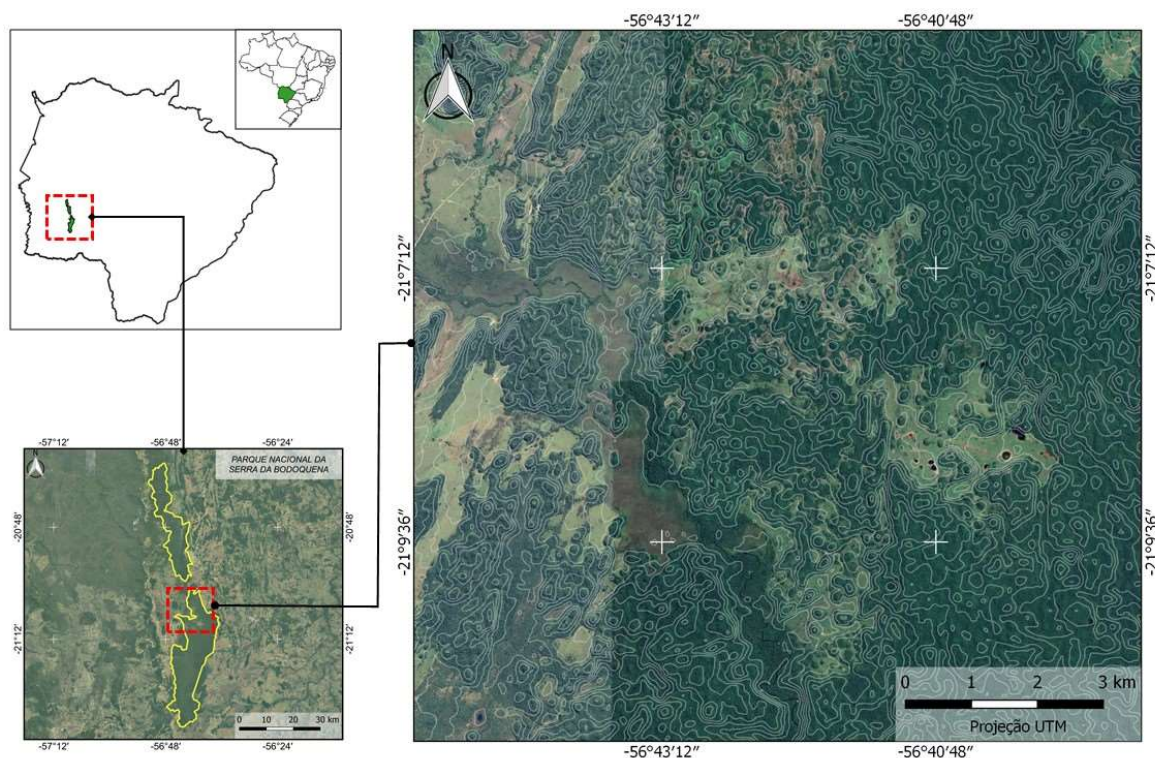 -56°43′12″ -56°40′48″
N
-21°7′12″ -21°7′12″
-21°9′36″ -21°9′36″
0 1 2 3 km
Projeção UTM
-56°43′12″ -56°40′48″
-57°12' -56°48' -56°24'
N
PARQUE NACIONAL DA
SERRA DA BODOQUENA
-20°48' -20°48'
-21°12' -21°12'
0 10 20 30 km
-57°12' -56°48' -56°24'